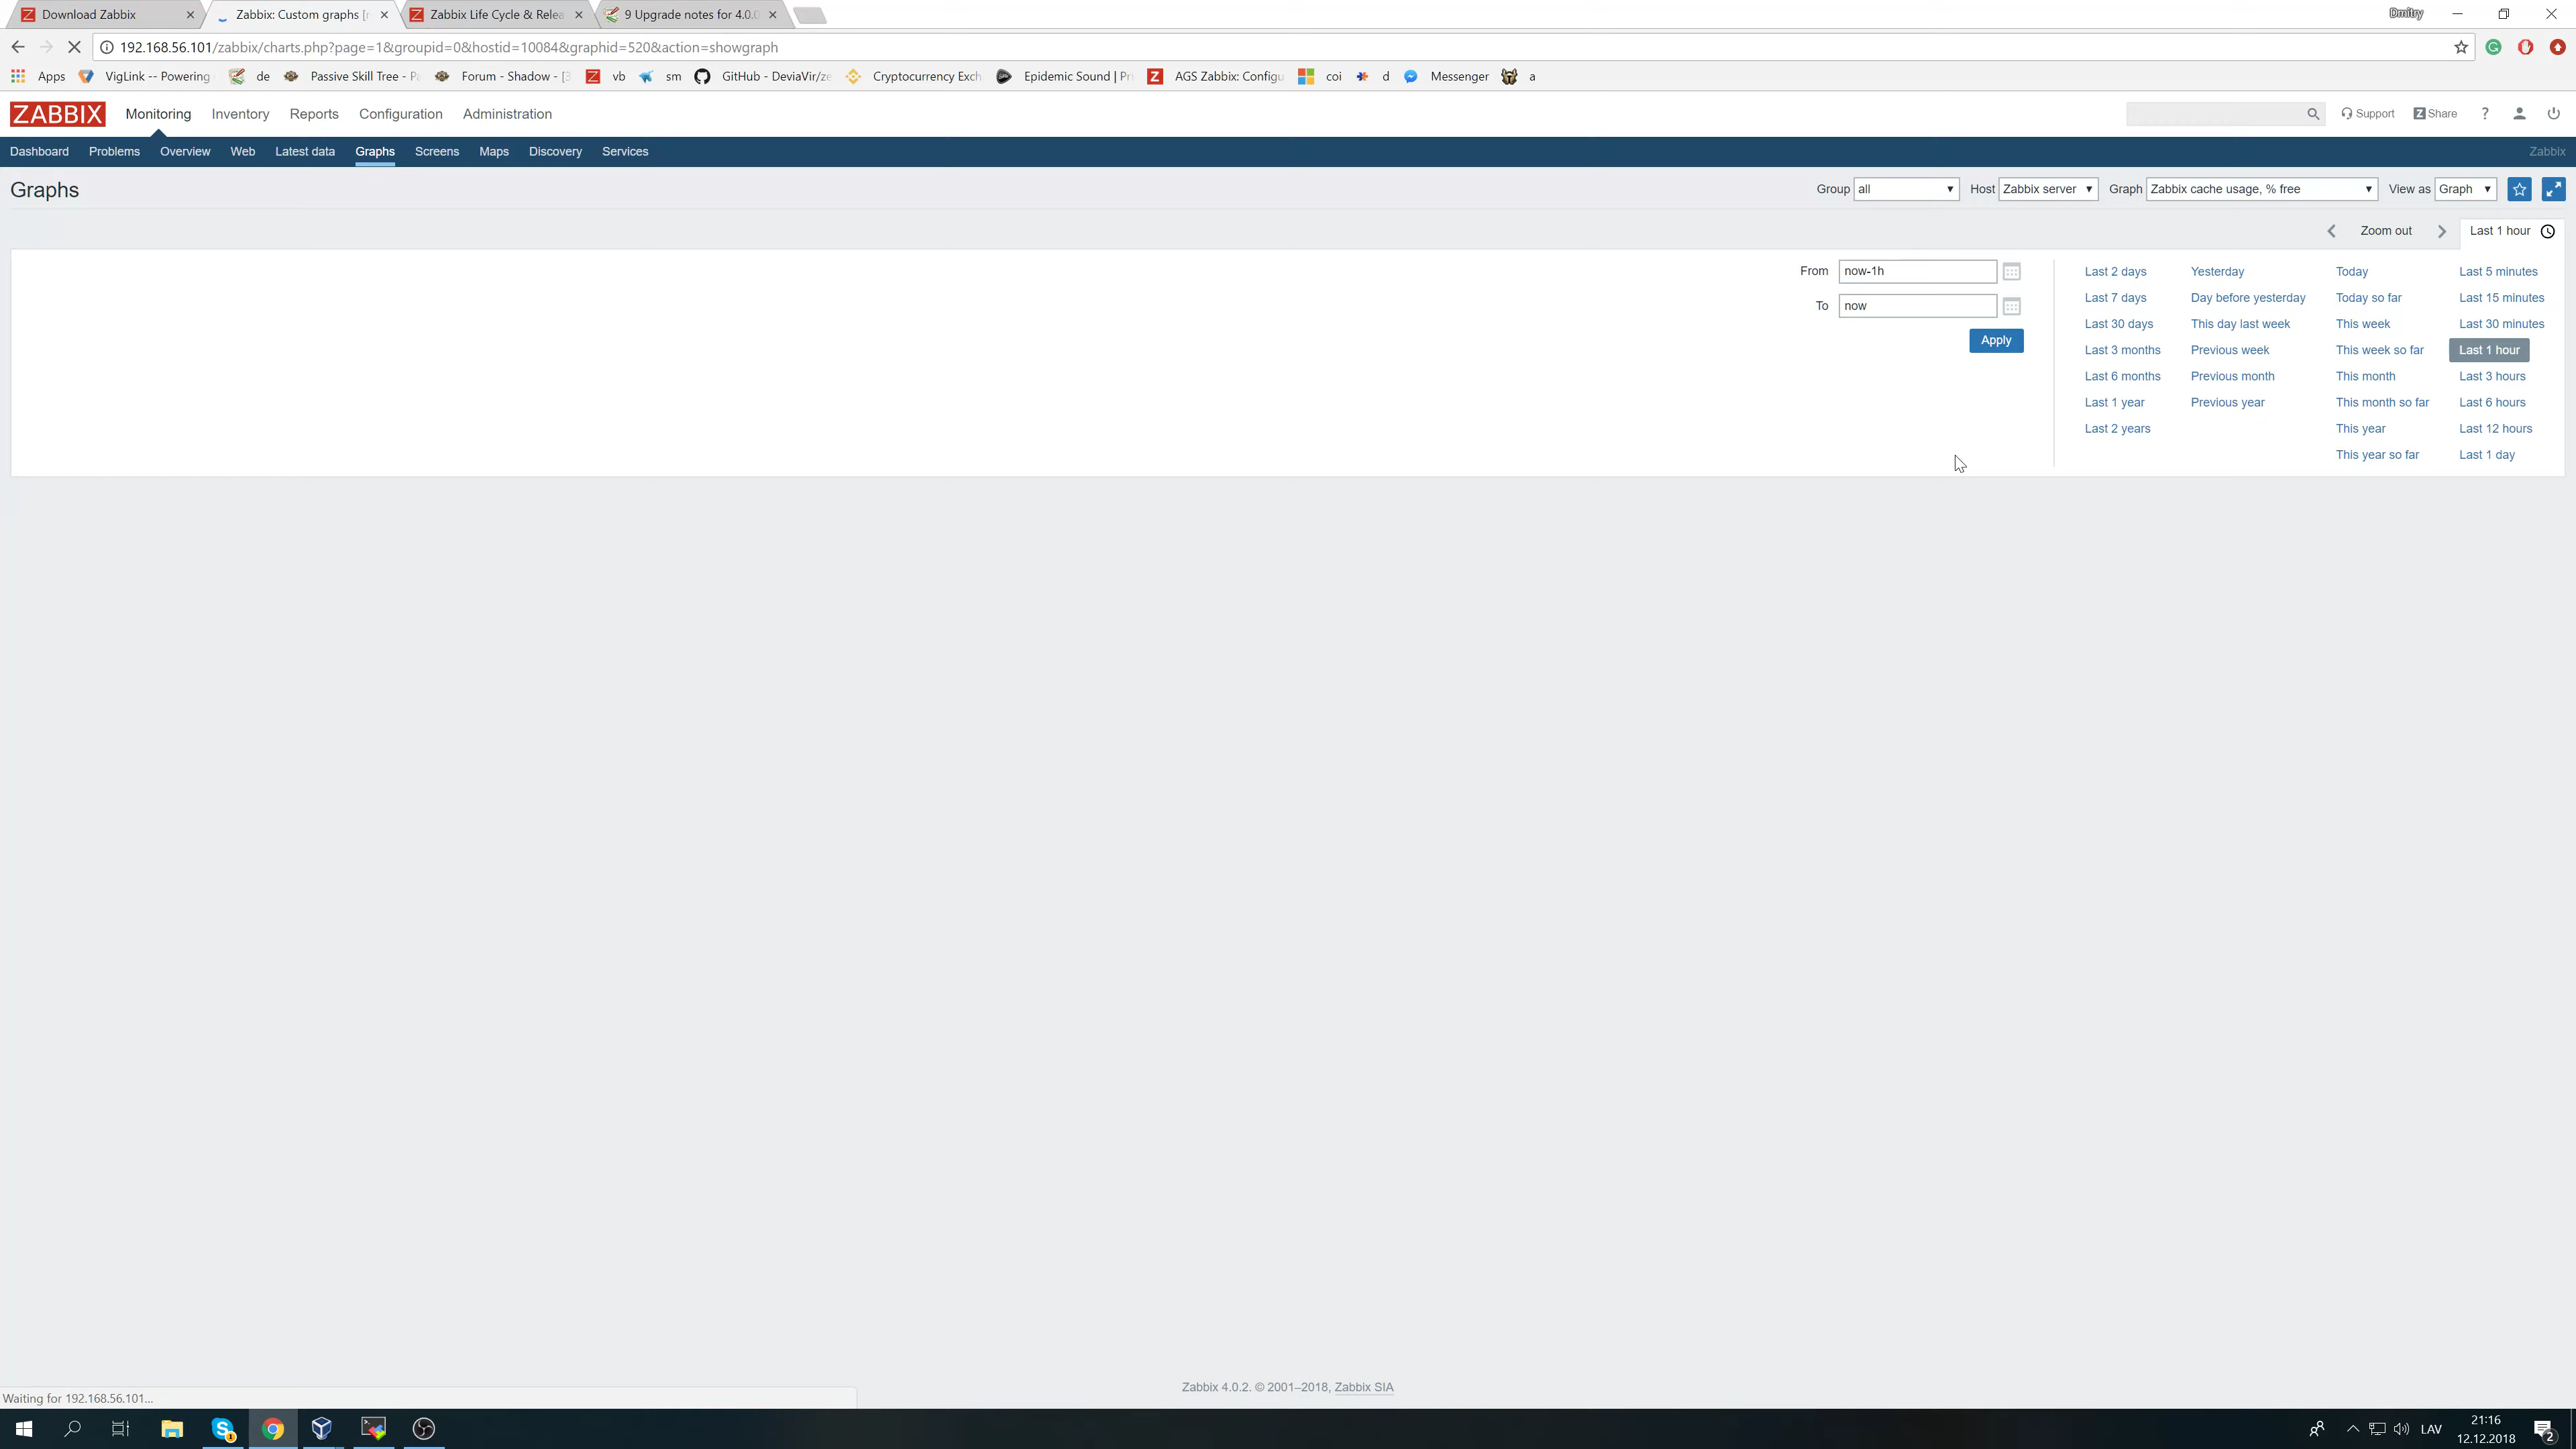 Download Zabbix
Zabbix: Custom graphs [r
Zabbix Life Cycle & Relea
9 Upgrade notes for 4.0.0
Dmitry
192.168.56.101/zabbix/charts.php?page=1&groupid=0&hostid=10084&graphid=520&action=showgraph
Apps VigLink -- Powering de Passive Skill Tree - Pa Forum - Shadow - [3 vb sm GitHub - DeviaVir/ze Cryptocurrency Exch Epidemic Sound | Pri AGS Zabbix: Configu coi d Messenger a
ZABBIX Monitoring Inventory Reports Configuration Administration Support Z Share ?
Dashboard Problems Overview Web Latest data Graphs Screens Maps Discovery Services Zabbix
Graphs Group all Host Zabbix server Graph Zabbix cache usage, % free View as Graph
Zoom out Last 1 hour
From now-1h Last 2 days Yesterday Today Last 5 minutes
To now Last 7 days Day before yesterday Today so far Last 15 minutes
Last 30 days This day last week This week Last 30 minutes
Apply Last 3 months Previous week This week so far Last 1 hour
Last 6 months Previous month This month Last 3 hours
Last 1 year Previous year This month so far Last 6 hours
Last 2 years This year Last 12 hours
This year so far Last 1 day
Zabbix 4.0.2. © 2001–2018, Zabbix SIA
Waiting for 192.168.56.101...
LAV
21:16
12.12.2018
2